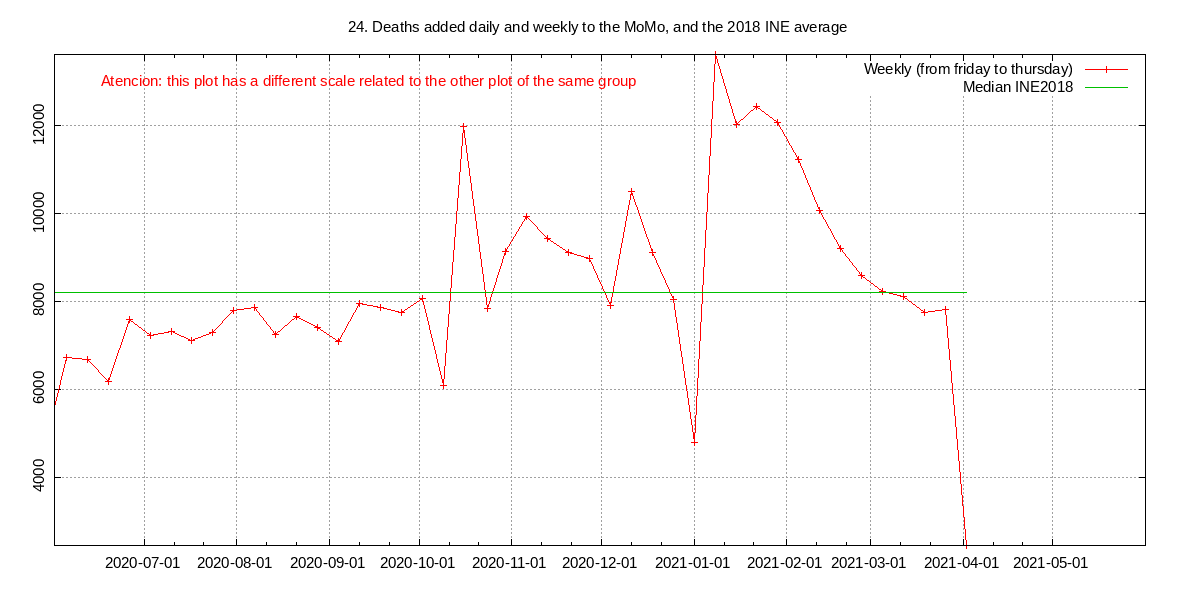 24. Deaths added daily and weekly to the MoMo, and the 2018 INE average
Atencion: this plot has a different scale related to the other plot of the same group
Weekly (from friday to thursday)
Median INE2018
12000
10000
8000
6000
4000
2020-07-01 2020-08-01 2020-09-01 2020-10-01 2020-11-01 2020-12-01 2021-01-01 2021-02-01 2021-03-01 2021-04-01 2021-05-01